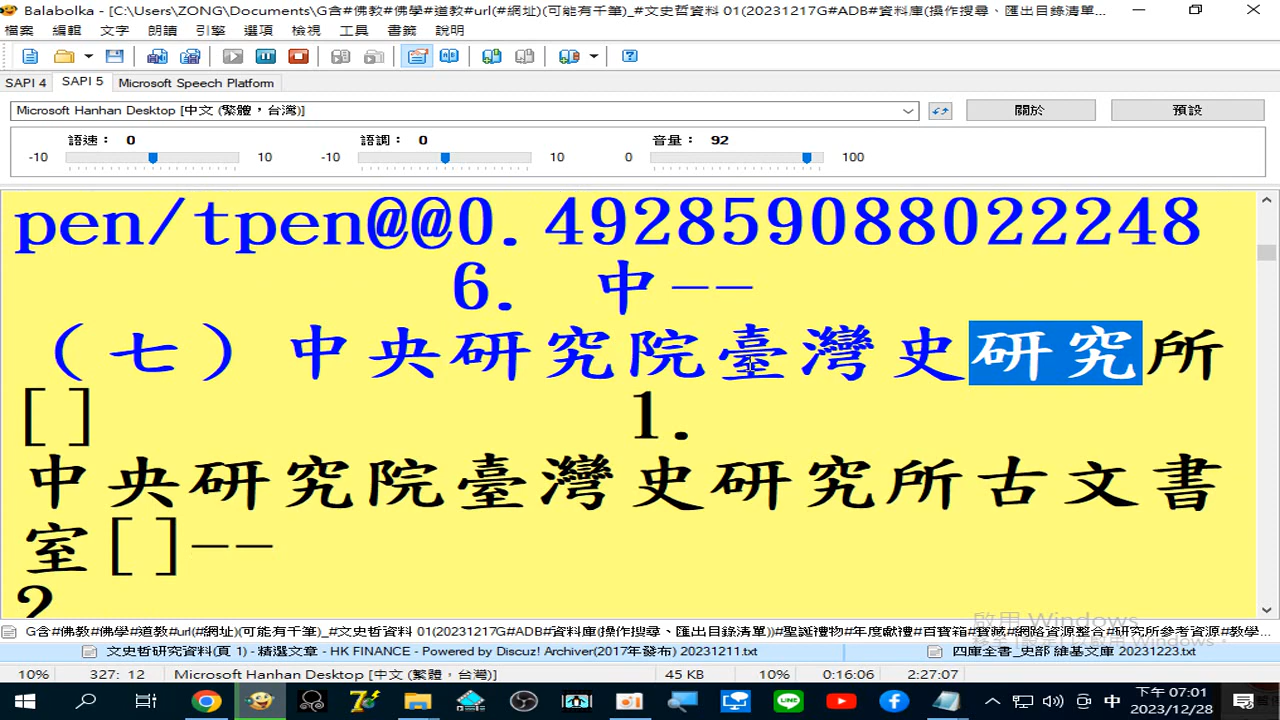 Balabolka - [C:\Users\ZONG\Documents\G含#佛教#佛學#道教#url(#網址)(可能有千筆)_#文史哲資料 01(20231217G#ADB#資料庫(操作搜尋、匯出目錄清單...
檔案 編輯 文字 朗讀 引擎 選項 檢視 工具 書籤 說明
SAPI 4 SAPI 5 Microsoft Speech Platform
Microsoft Hanhan Desktop [中文 (繁體，台灣)] 關於 預設
語速： 0 語調： 0 音量： 92
-10 10 -10 10 0 100
pen/tpen@@0.4928590880222​48
6. 中--
（七）中央研究院臺灣史研究所
[] 1.
中央研究院臺灣史研究所古文書
室[]--
2
啟用 Windows
G含#佛教#佛學#道教#url(#網址)(可能有千筆)_#文史哲資料 01(20231217G#ADB#資料庫(操作搜尋、匯出目錄清單))#聖誕禮物#年度獻禮#百寶箱#寶城#網路資源整合#研究所參考資源#教學...
文史哲研究資料(頁 1) - 精選文章 - HK FINANCE - Powered by Discuz! Archiver(2017年發布) 20231211.txt 四庫全書_史部 維基文庫 20231223.txt
10% 327: 12 Microsoft Hanhan Desktop [中文 (繁體，台灣)] 45 KB 10% 0:16:06 2:27:07
中 下午 07:01
2023/12/28